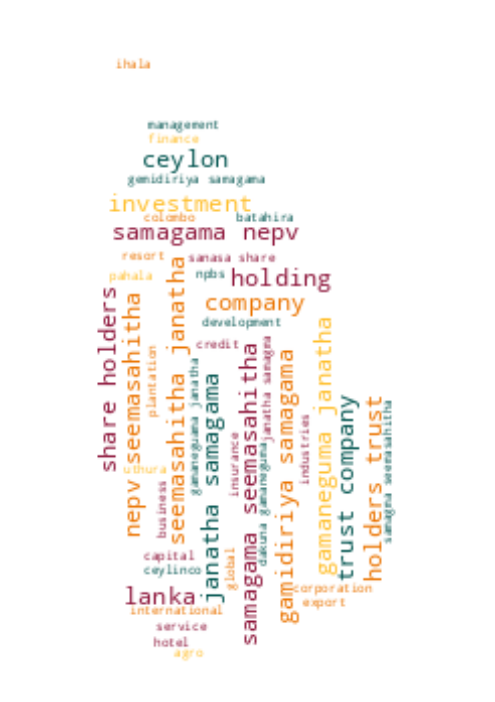 ihala
management
finance
ceylon
gemidiriya samagama
investment
colombo
batahira
samagama nepv
resort
sanasa share
pahala
npbs
holding
company
development
credit
share holders
nepv seemasahitha
plantation
seemasahitha janatha
gamaneguma janatha
janatha samagama
samagama seemasahitha
janatha samagma
gamidiriya samagama
gamaneguma janatha
trust company
holders trust
samagma seemasahitha
insurance
dakuna gamaneguma
industries
uthura
business
capital
ceylinco
global
lanka
corporation
export
international
service
hotel
agro